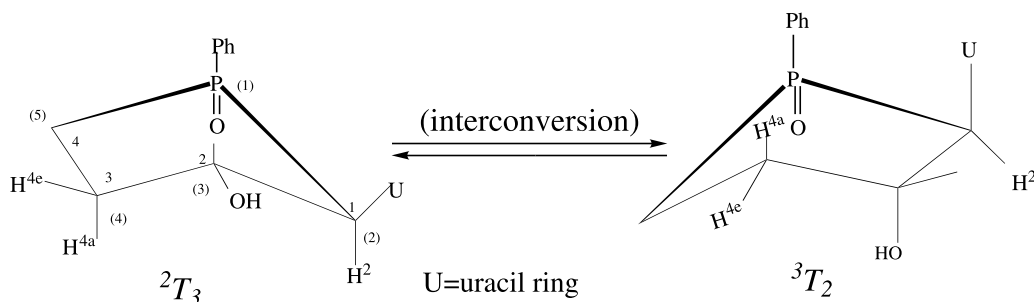 Ph
P
(1)
O
(5)
4
2
(3)
OH
3
(4)
H4e
H4a
1
(2)
U
H2
2T3
(interconversion)
U=uracil ring
Ph
P
O
U
H4a
H4e
H2
HO
3T2